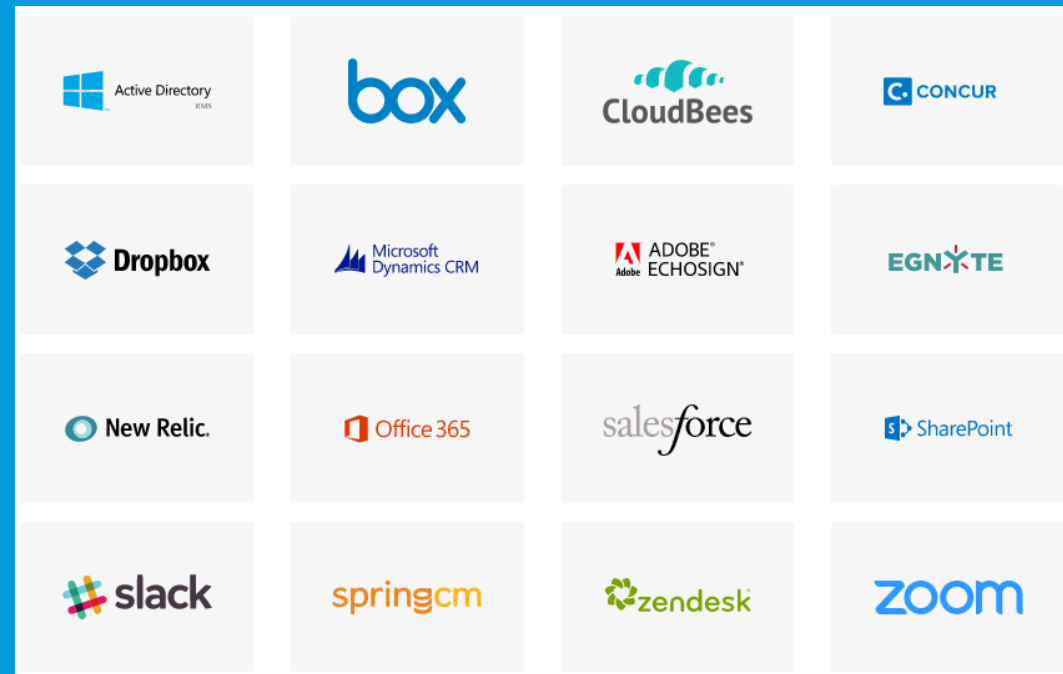 Active Directory
RMS
box
CloudBees
C. CONCUR
Dropbox
Microsoft
Dynamics CRM
Adobe
ADOBE®
ECHOSIGN®
EGNYTE
New Relic.
Office 365
salesforce
S SharePoint
slack
springcm
zendesk
zoom